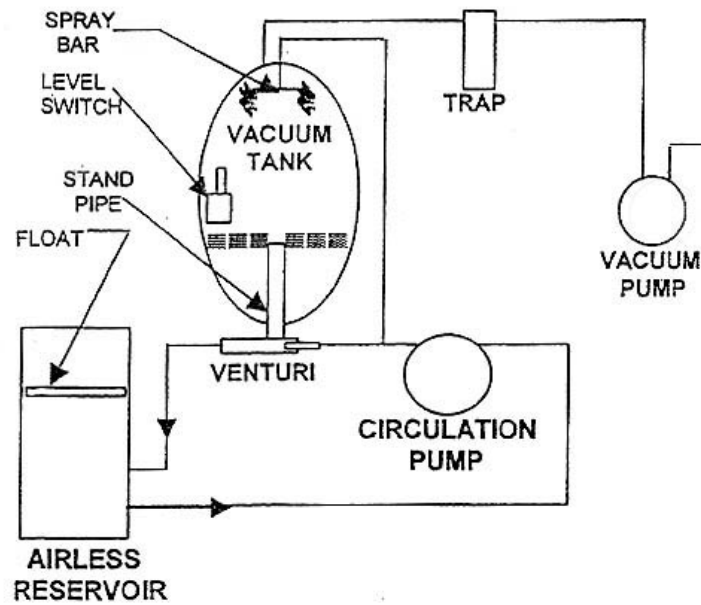 SPRAY
BAR
LEVEL
SWITCH
VACUUM
TANK
STAND
PIPE
FLOAT
TRAP
VACUUM
PUMP
VENTURI
CIRCULATION
PUMP
AIRLESS
RESERVOIR